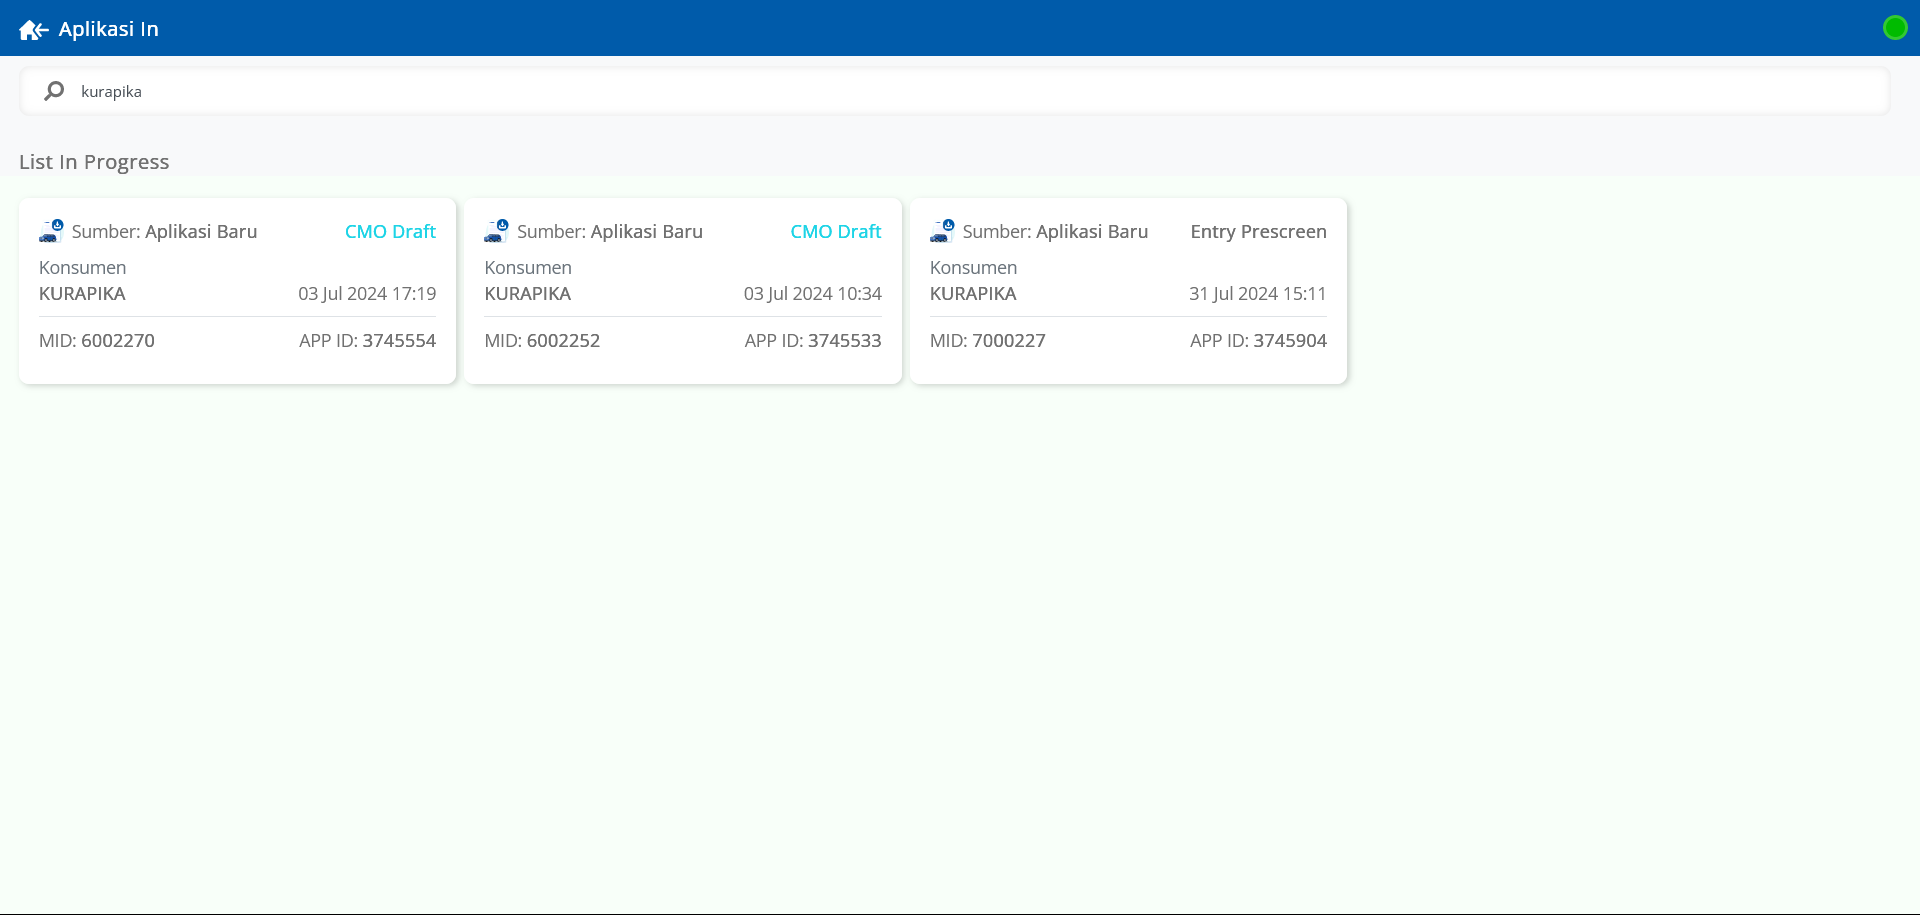 Aplikasi In
kurapika
List In Progress
Sumber: Aplikasi Baru CMO Draft
Konsumen
KURAPIKA 03 Jul 2024 17:19
MID: 6002270 APP ID: 3745554
Sumber: Aplikasi Baru CMO Draft
Konsumen
KURAPIKA 03 Jul 2024 10:34
MID: 6002252 APP ID: 3745533
Sumber: Aplikasi Baru Entry Prescreen
Konsumen
KURAPIKA 31 Jul 2024 15:11
MID: 7000227 APP ID: 3745904